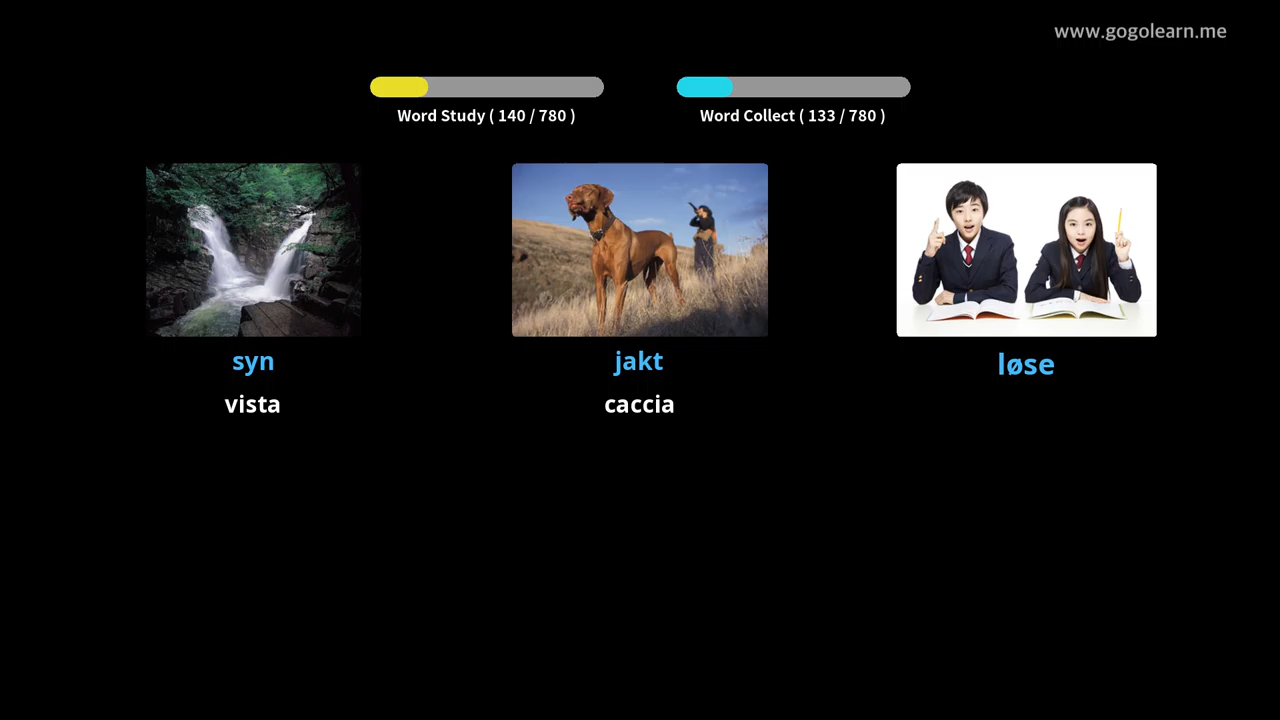 www.gogolearn.me
Word Study ( 140 / 780 )
Word Collect ( 133 / 780 )
syn
jakt
løse
vista
caccia